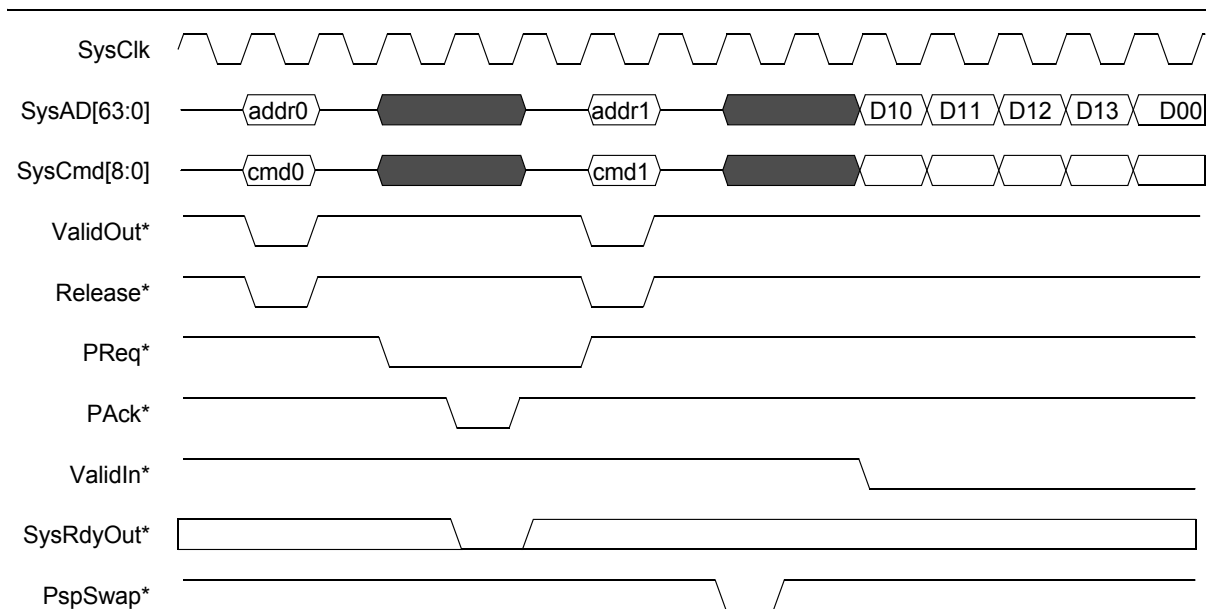 SysClk
SysAD[63:0] addr0 addr1 D10 D11 D12 D13 D00
SysCmd[8:0] cmd0 cmd1
ValidOut*
Release*
PReq*
PAck*
ValidIn*
SysRdyOut*
PspSwap*